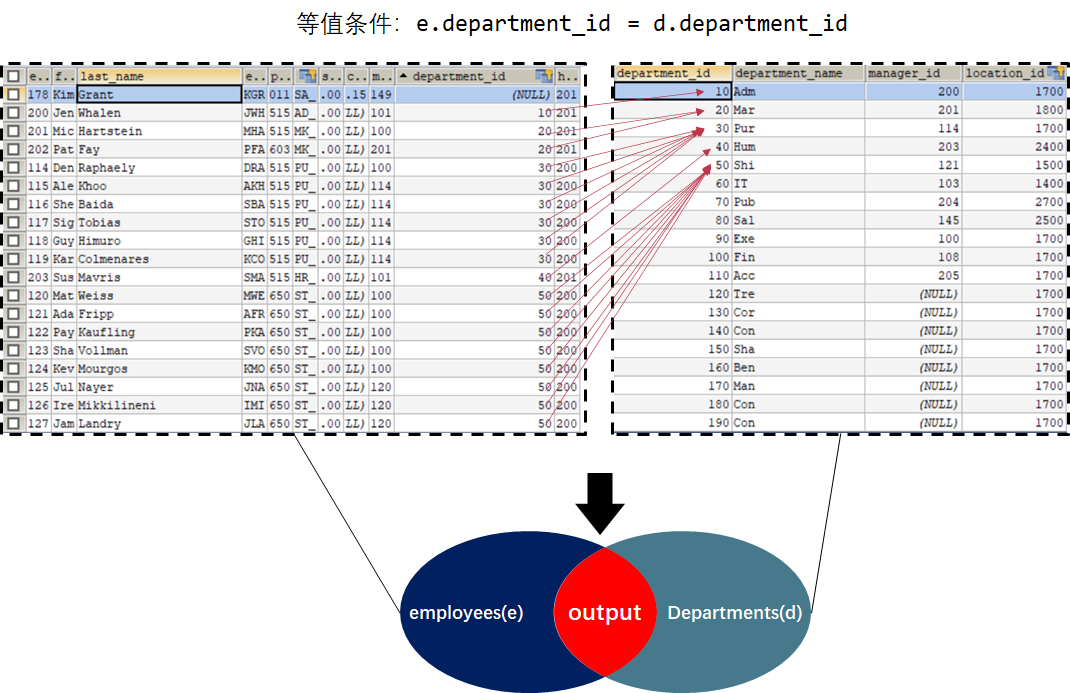 等值条件: e.department_id = d.department_id
e.. f.. last_name e.. p.. s.. c.. m.. department_id h..
178 Kim Grant KGR 011 SA_ .00 .15 149 (NULL) 201
200 Jen Whalen JWH 515 AD_ .00 LL) 101 10 201
201 Mic Hartstein MHA 515 MK_ .00 LL) 100 20 201
202 Pat Fay PFA 603 MK_ .00 LL) 201 20 201
114 Den Raphaely DRA 515 PU_ .00 LL) 100 30 200
115 Ale Khoo AKH 515 PU_ .00 LL) 114 30 200
116 She Baida SBA 515 PU_ .00 LL) 114 30 200
117 Sig Tobias STO 515 PU_ .00 LL) 114 30 200
118 Guy Himuro GHI 515 PU_ .00 LL) 114 30 200
119 Kar Colmenares KCO 515 PU_ .00 LL) 114 30 200
203 Sus Mavris SMA 515 HR_ .00 LL) 101 40 201
120 Mat Weiss MWE 650 ST_ .00 LL) 100 50 200
121 Ada Fripp AFR 650 ST_ .00 LL) 100 50 200
122 Pay Kaufling PKA 650 ST_ .00 LL) 100 50 200
123 Sha Vollman SVO 650 ST_ .00 LL) 100 50 200
124 Kev Mourgos KMO 650 ST_ .00 LL) 100 50 200
125 Jul Nayer JNA 650 ST_ .00 LL) 120 50 200
126 Ire Mikkilineni IMI 650 ST_ .00 LL) 120 50 200
127 Jam Landry JLA 650 ST_ .00 LL) 120 50 200
department_id department_name manager_id location_id
10 Adm 200 1700
20 Mar 201 1800
30 Pur 114 1700
40 Hum 203 2400
50 Shi 121 1500
60 IT 103 1400
70 Pub 204 2700
80 Sal 145 2500
90 Exe 100 1700
100 Fin 108 1700
110 Acc 205 1700
120 Tre (NULL) 1700
130 Cor (NULL) 1700
140 Con (NULL) 1700
150 Sha (NULL) 1700
160 Ben (NULL) 1700
170 Man (NULL) 1700
180 Con (NULL) 1700
190 Con (NULL) 1700
employees(e) output Departments(d)